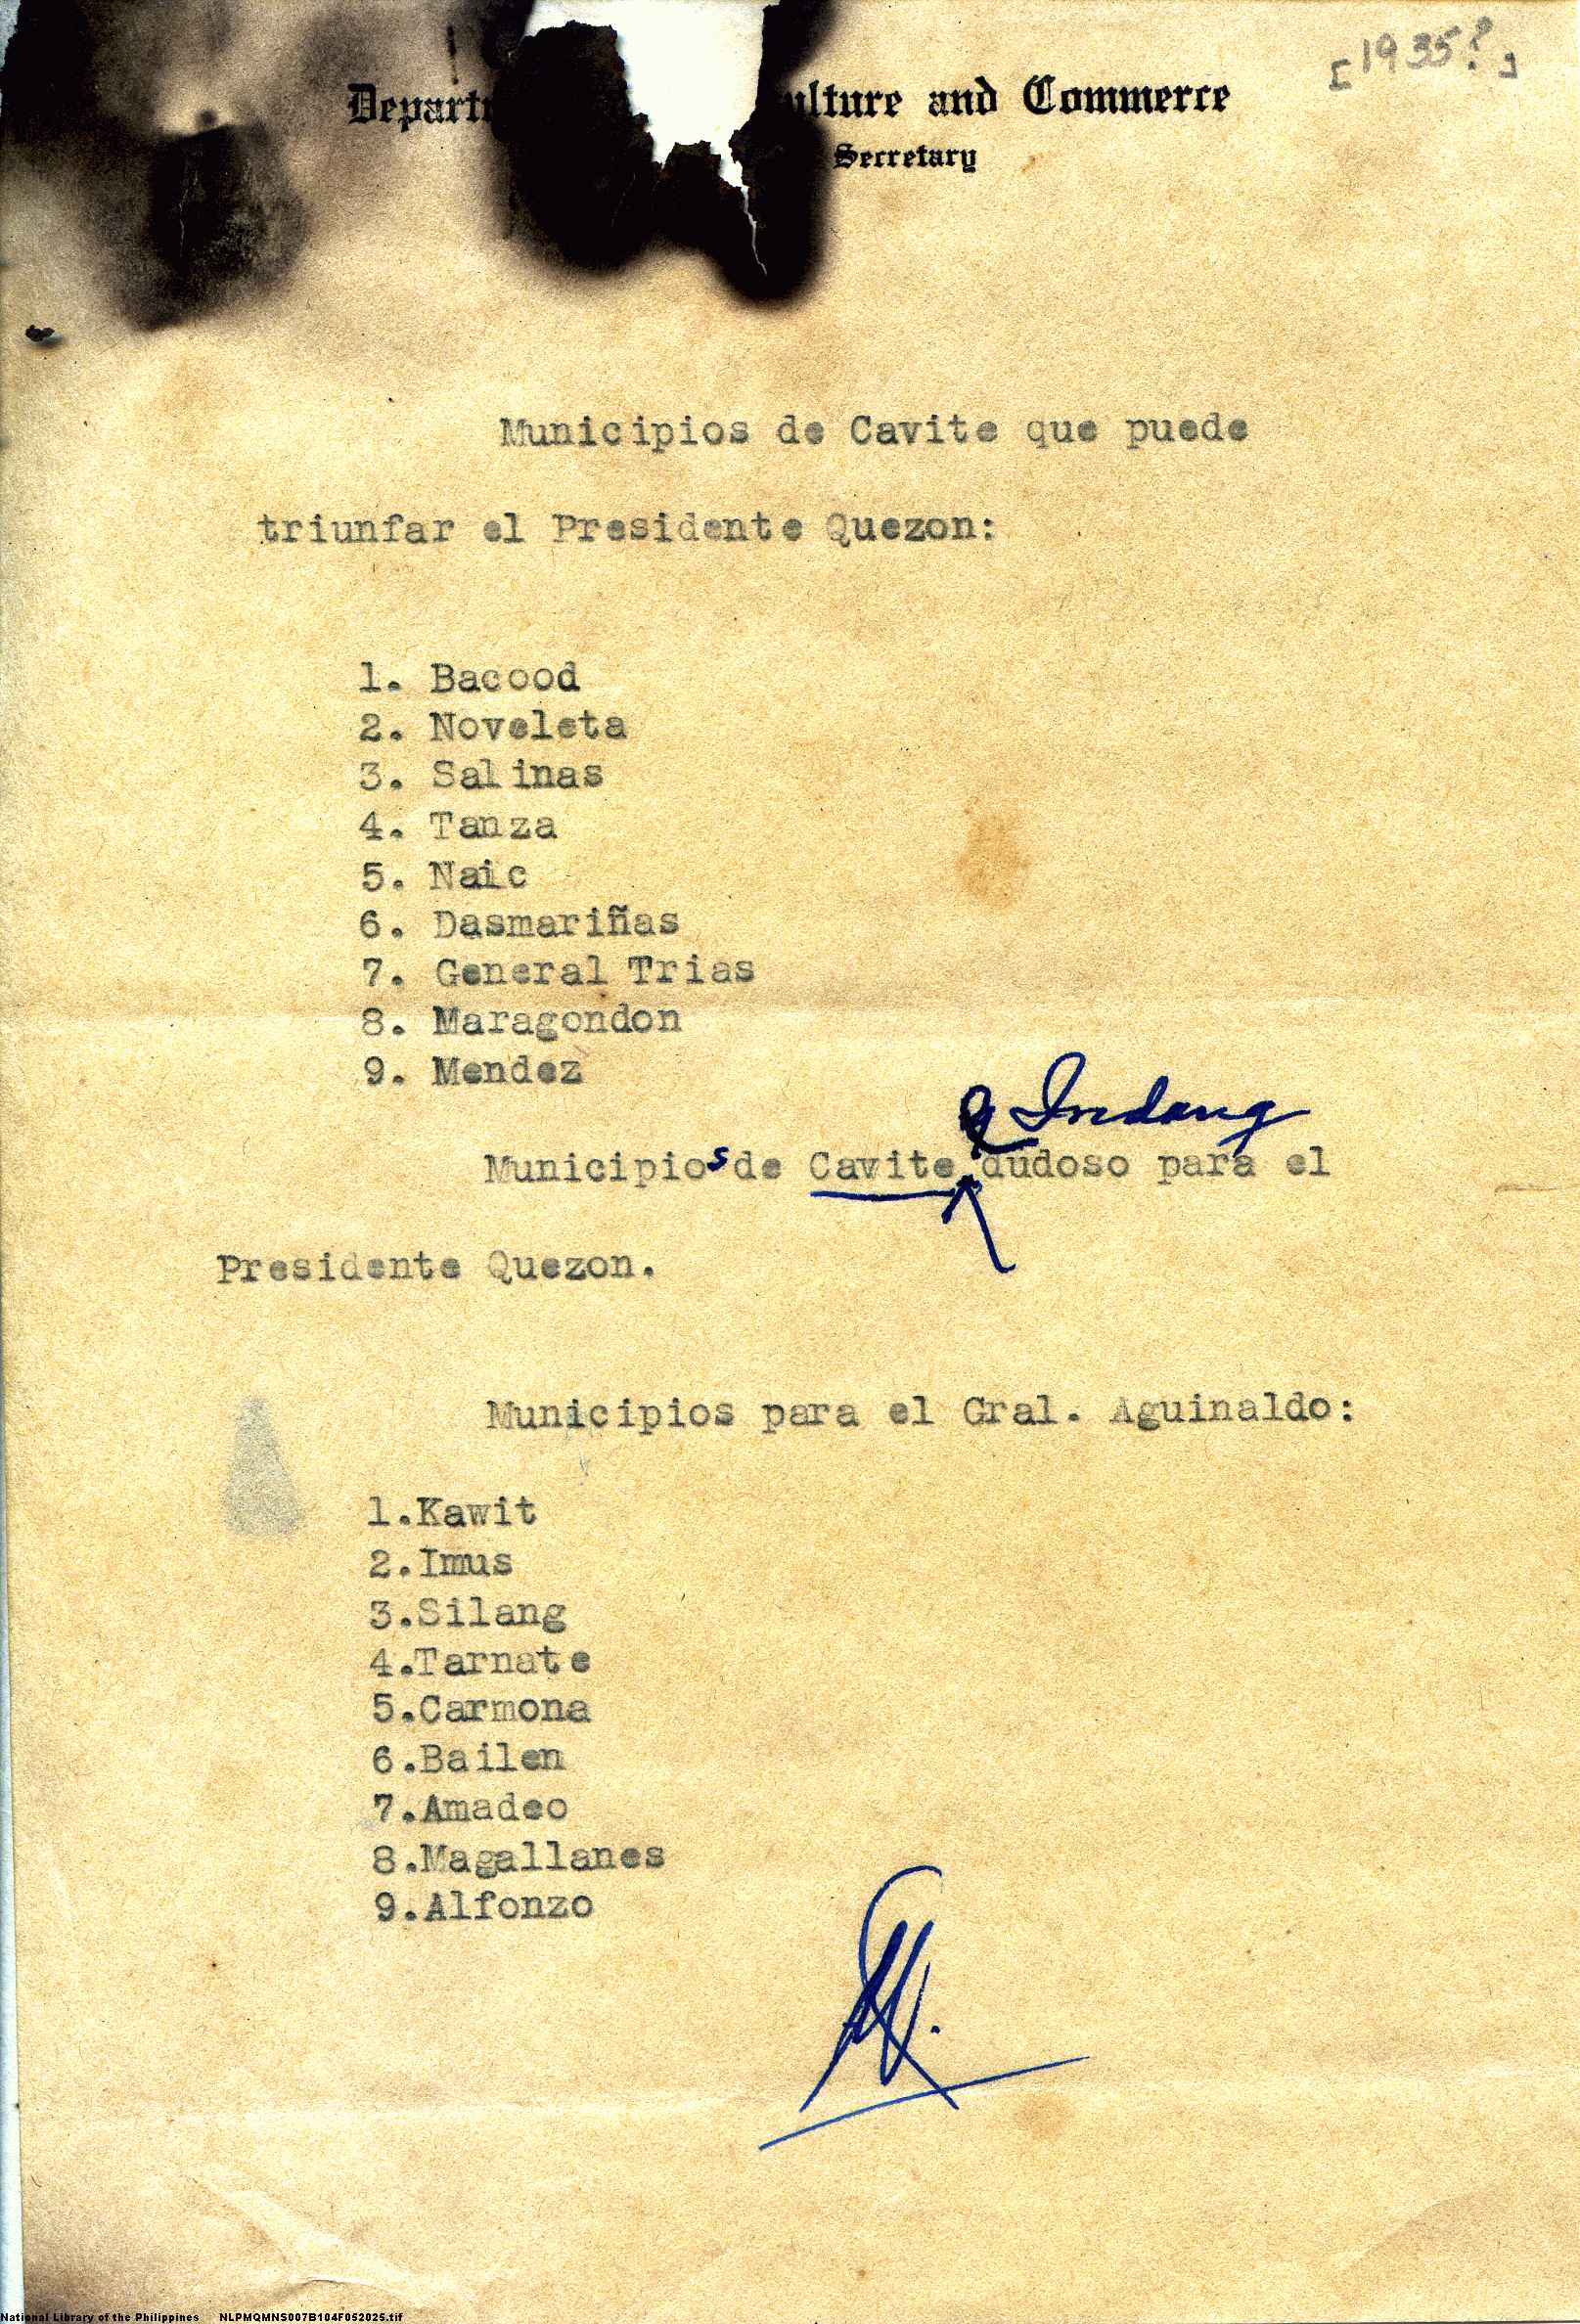 [1935?]
Departm ulture and Commerce
Secretary
Municipios de Cavite que puede
triunfar el Presidente Quezon:
1. Bacood
2. Noveleta
3. Salinas
4. Tanza
5. Naic
6. Dasmariñas
7. General Trias
8. Maragondon
9. Mendez
y Indang
Municipios de Cavite dudoso para el
Presidente Quezon.
Municipios para el Gral. Aguinaldo:
1.Kawit
2.Imus
3.Silang
4.Tarnate
5.Carmona
6.Bailen
7.Amadeo
8.Magallanes
9.Alfonzo
National Library of the Philippines NLPMQMNS007B104F052025.tif